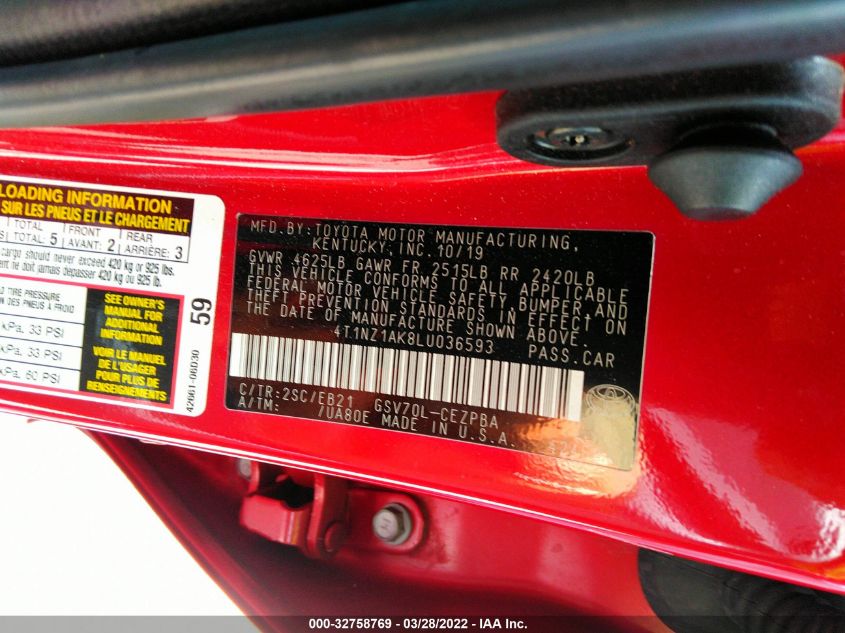 LOADING INFORMATION
SUR LES PNEUS ET LE CHARGEMENT
TOTAL FRONT REAR
TOTAL: 5 AVANT: 2 ARRIÈRE: 3
cargo should never exceed 420 kg or 925 lbs.
ne doit jamais dépasser 420 kg ou 925 lb.
TIRE PRESSURE
DES PNEUS À FROID
kPa, 33 PSI
kPa, 33 PSI
kPa, 60 PSI
SEE OWNER'S
MANUAL FOR
ADDITIONAL
INFORMATION
VOIR LE MANUEL
DE L'USAGER
POUR PLUS DE
RENSEIGNEMENTS
59
42661-06D30
MFD.BY:TOYOTA MOTOR MANUFACTURING,
KENTUCKY,INC.10/19
GVWR 4625LB GAWR FR 2515LB RR 2420LB
THIS VEHICLE CONFORMS TO ALL APPLICABLE
FEDERAL MOTOR VEHICLE SAFETY,BUMPER,AND
THEFT PREVENTION STANDARDS IN EFFECT ON
THE DATE OF MANUFACTURE SHOWN ABOVE.
4T1NZ1AK8LU036593 PASS.CAR
C/TR:2SC/EB21 GSV70L-CEZPBA
A/TM: /UA80E MADE IN U.S.A.
000-32758769 - 03/28/2022 - IAA Inc.